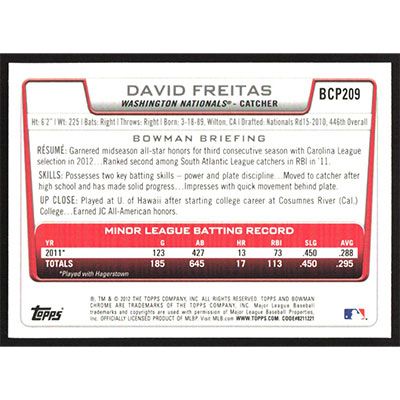 DAVID FREITAS
WASHINGTON NATIONALS® - CATCHER
BCP209
Ht: 6'2" | Wt: 225 | Bats: Right | Throws: Right | Born: 3-18-89, Wilton, CA | Drafted: Nationals Rd15-2010, 446th Overall
BOWMAN BRIEFING
RÉSUMÉ: Garnered midseason all-star honors for third consecutive season with Carolina League
selection in 2012 ...Ranked second among South Atlantic League catchers in RBI in '11.
SKILLS: Possesses two key batting skills – power and plate discipline ...Moved to catcher after
high school and has made solid progress ...Impresses with quick movement behind plate.
UP CLOSE: Played at U. of Hawaii after starting college career at Cosumnes River (Cal.)
College ...Earned JC All-American honors.
MINOR LEAGUE BATTING RECORD
YR G AB HR RBI SLG AVG
2011* 123 427 13 73 .450 .288
TOTALS 185 645 17 113 .450 .295
*Played with Hagerstown
Topps
®, TM & © 2012 THE TOPPS COMPANY, INC. ALL RIGHTS RESERVED. TOPPS AND BOWMAN
CHROME ARE TRADEMARKS OF THE TOPPS COMPANY, INC. Major League Baseball
trademarks and copyrights are used with permission of Major League Baseball Properties,
Inc. OFFICIALLY LICENSED PRODUCT OF MLBP. Visit MLB.com WWW.TOPPS.COM CODE#8211221